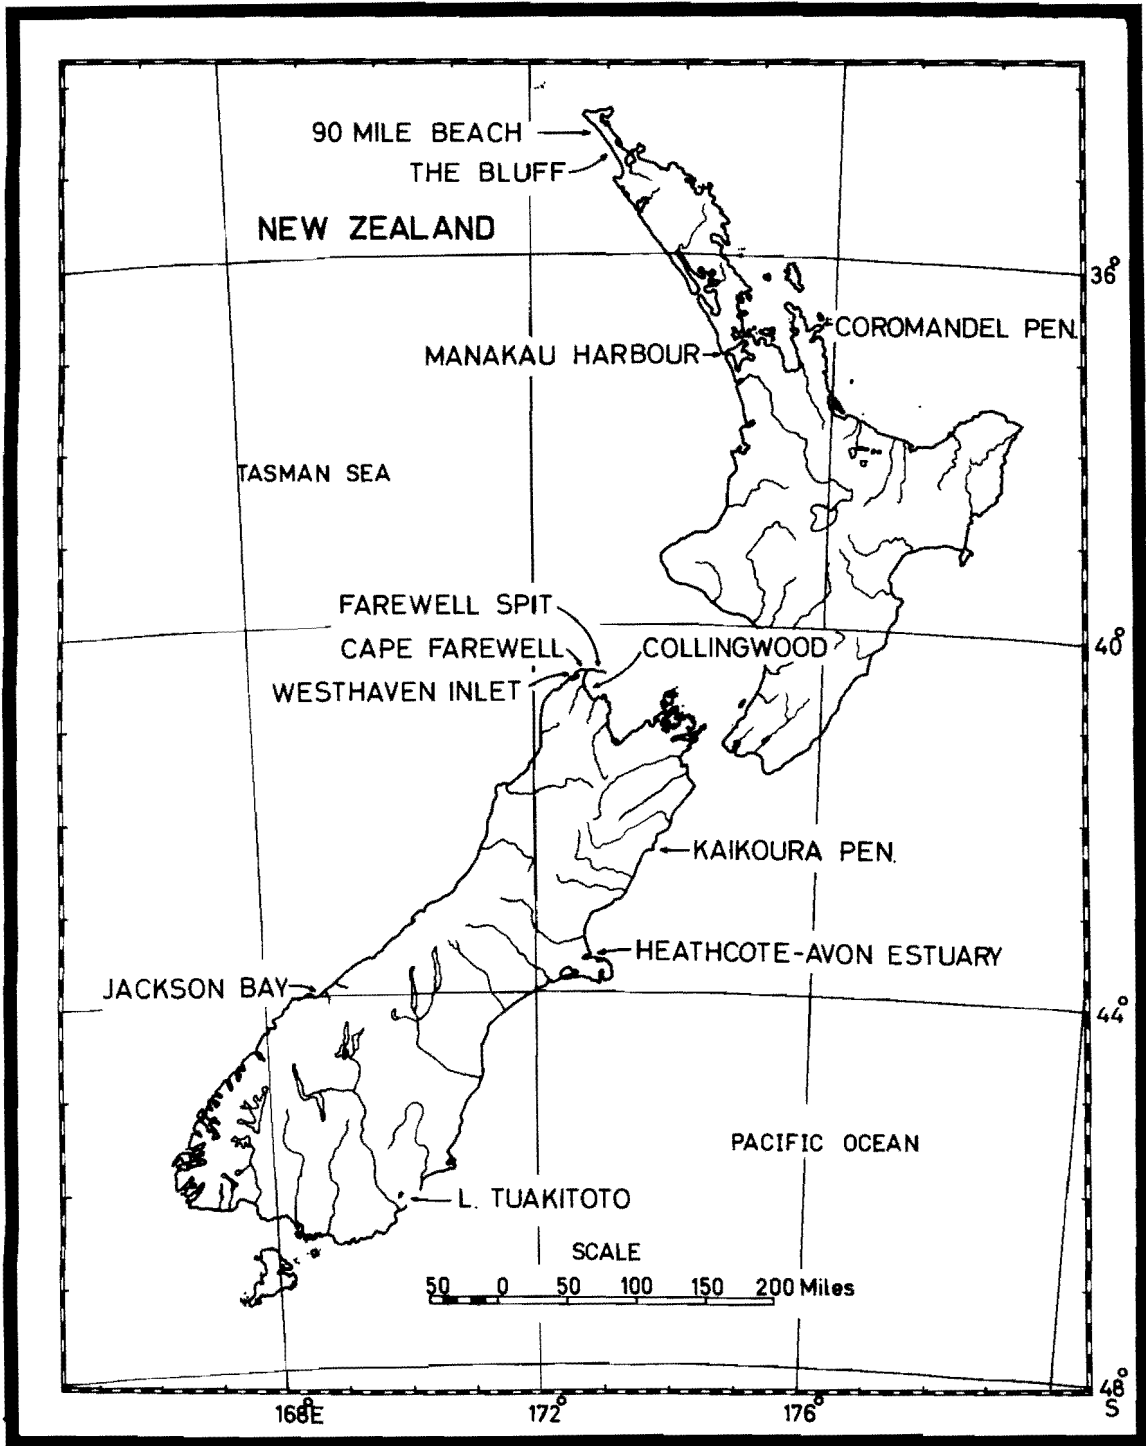 90 MILE BEACH
THE BLUFF
NEW ZEALAND
36°
COROMANDEL PEN.
MANAKAU HARBOUR
TASMAN SEA
FAREWELL SPIT
CAPE FAREWELL
COLLINGWOOD
40°
WESTHAVEN INLET
KAIKOURA PEN.
HEATHCOTE-AVON ESTUARY
JACKSON BAY
44°
PACIFIC OCEAN
L. TUAKITOTO
SCALE
50 0 50 100 150 200 Miles
48°
S
168°E 172° 176°